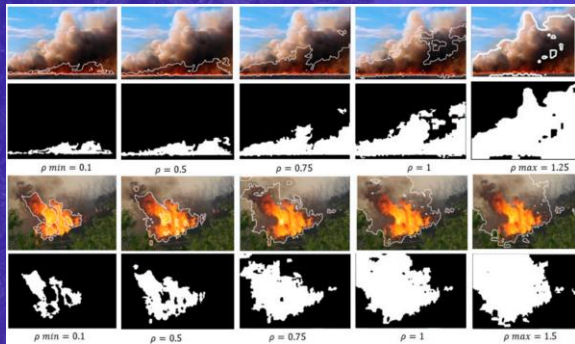 ρ min = 0.1 ρ = 0.5 ρ = 0.75 ρ = 1 ρ max = 1.25
ρ min = 0.1 ρ = 0.5 ρ = 0.75 ρ = 1 ρ max = 1.5